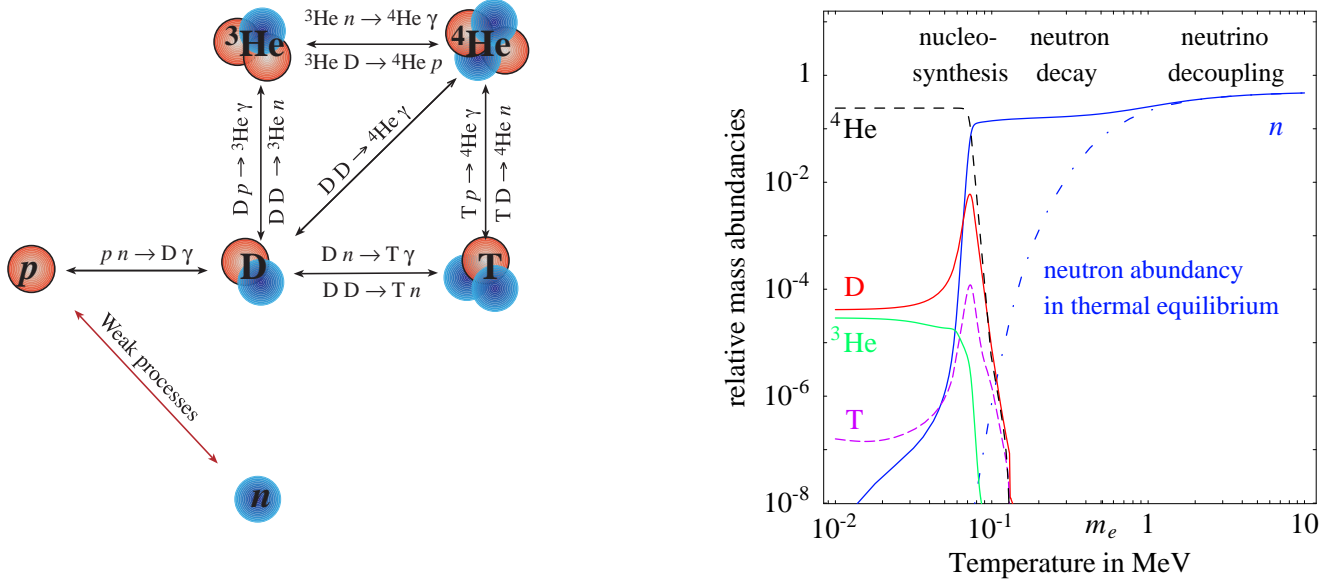 ³He
³He n → ⁴He γ
³He D → ⁴He p
⁴He
D p → ³He γ
D D → ³He n
D D → ⁴He γ
T p → ⁴He γ
T D → ⁴He n
p
p n → D γ
D
D n → T γ
D D → T n
T
Weak processes
n
nucleo-
synthesis
neutron
decay
neutrino
decoupling
relative mass abundancies
1
10⁻²
10⁻⁴
10⁻⁶
10⁻⁸
⁴He
n
D
³He
T
neutron abundancy
in thermal equilibrium
10⁻²
10⁻¹
mₑ
1
10
Temperature in MeV